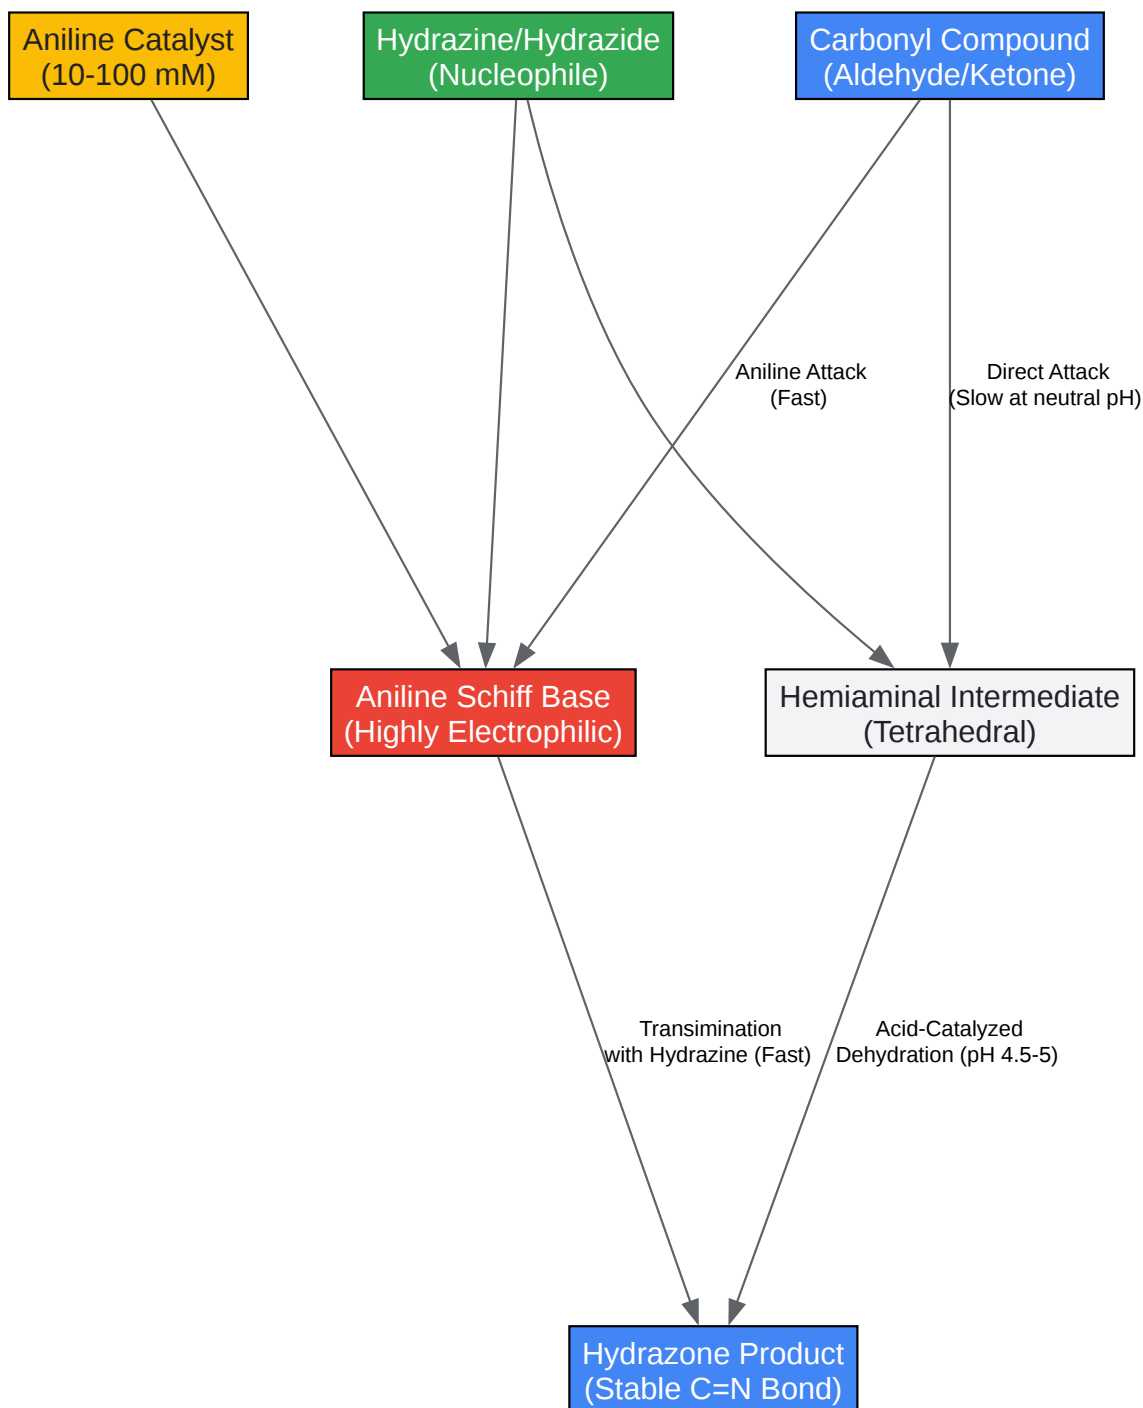 Aniline Catalyst
(10-100 mM)
Hydrazine/Hydrazide
(Nucleophile)
Carbonyl Compound
(Aldehyde/Ketone)
Aniline Attack
(Fast)
Direct Attack
(Slow at neutral pH)
Aniline Schiff Base
(Highly Electrophilic)
Hemiaminal Intermediate
(Tetrahedral)
Transimination
with Hydrazine (Fast)
Acid-Catalyzed
Dehydration (pH 4.5-5)
Hydrazone Product
(Stable C=N Bond)